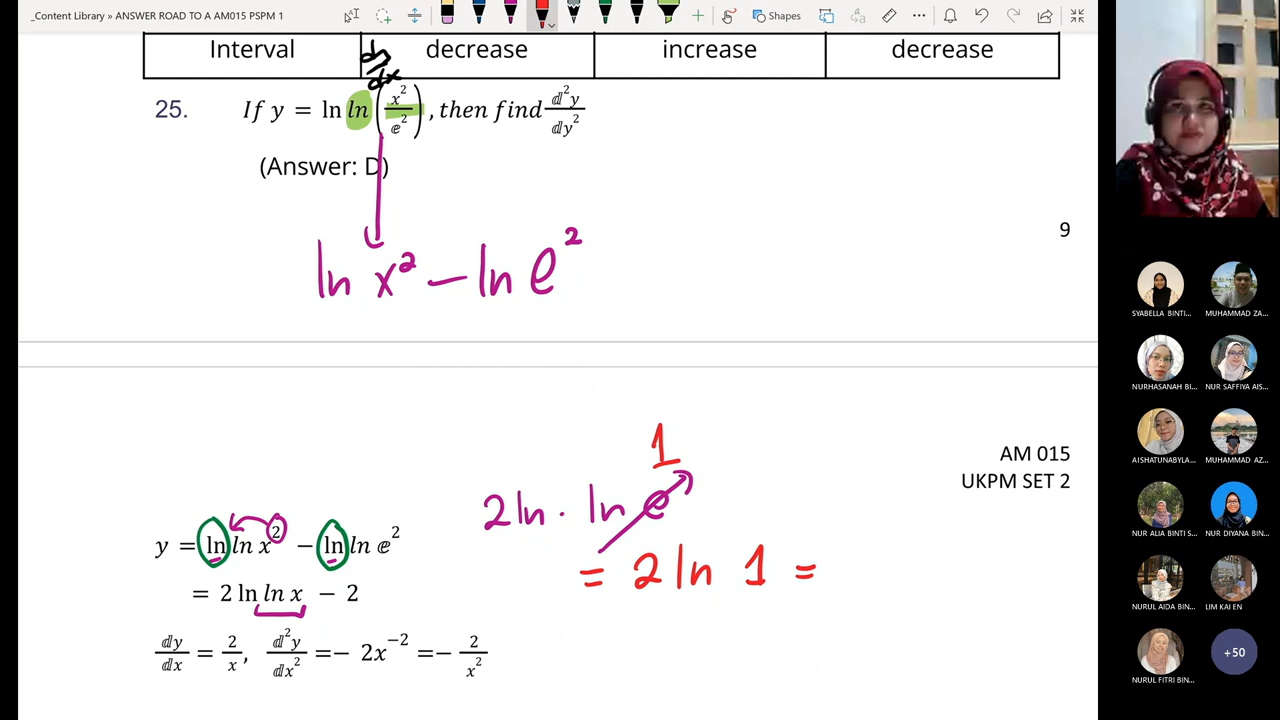 _Content Library » ANSWER ROAD TO A AM015 PSPM 1
Shapes
Interval decrease increase decrease
dy/dx
25. If y = ln ln (x²/e²), then find d²y/dy²
(Answer: D)
9
ln x² – ln e²
AM 015
UKPM SET 2
1
2 ln · ln e
= 2 ln 1 =
y = ln ln x² − ln ln e²
= 2 ln ln x − 2
dy/dx = 2/x, d²y/dx² =− 2x⁻² =− 2/x²
SYABELLA BINTI...
MUHAMMAD ZA...
NURHASANAH BI...
NUR SAFFIYA AIS...
AISHATUNABYLA...
MUHAMMAD AZ...
NUR ALIA BINTI S...
NUR DIYANA BIN...
NURUL AIDA BIN...
LIM KAI EN
NURUL FITRI BIN...
+50